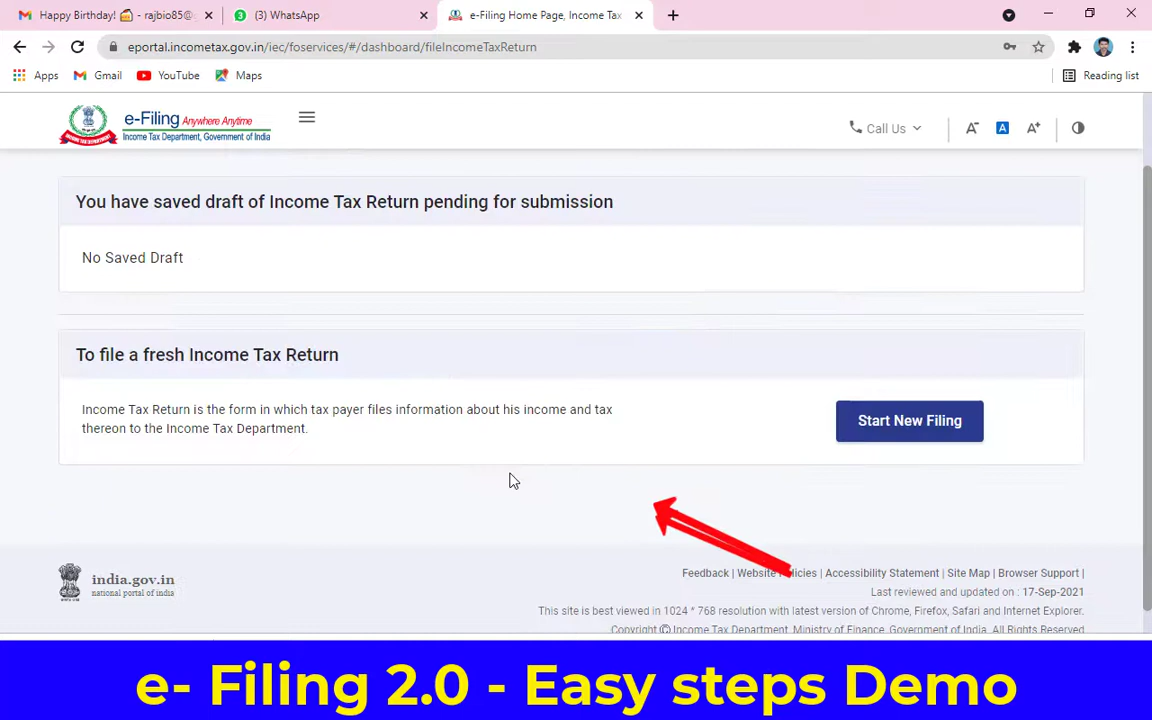 Happy Birthday! - rajbio85@
(3) WhatsApp
e-Filing Home Page, Income Tax
eportal.incometax.gov.in/iec/foservices/#/dashboard/fileIncomeTaxReturn
Apps Gmail YouTube Maps Reading list
e-Filing Anywhere Anytime
Income Tax Department, Government of India
Call Us A- A A+
You have saved draft of Income Tax Return pending for submission
No Saved Draft
To file a fresh Income Tax Return
Income Tax Return is the form in which tax payer files information about his income and tax
thereon to the Income Tax Department.
Start New Filing
india.gov.in
national portal of india
Feedback | Website Policies | Accessibility Statement | Site Map | Browser Support |
Last reviewed and updated on : 17-Sep-2021
This site is best viewed in 1024 * 768 resolution with latest version of Chrome, Firefox, Safari and Internet Explorer.
Copyright © Income Tax Department, Ministry of Finance, Government of India. All Rights Reserved
e- Filing 2.0 - Easy steps Demo